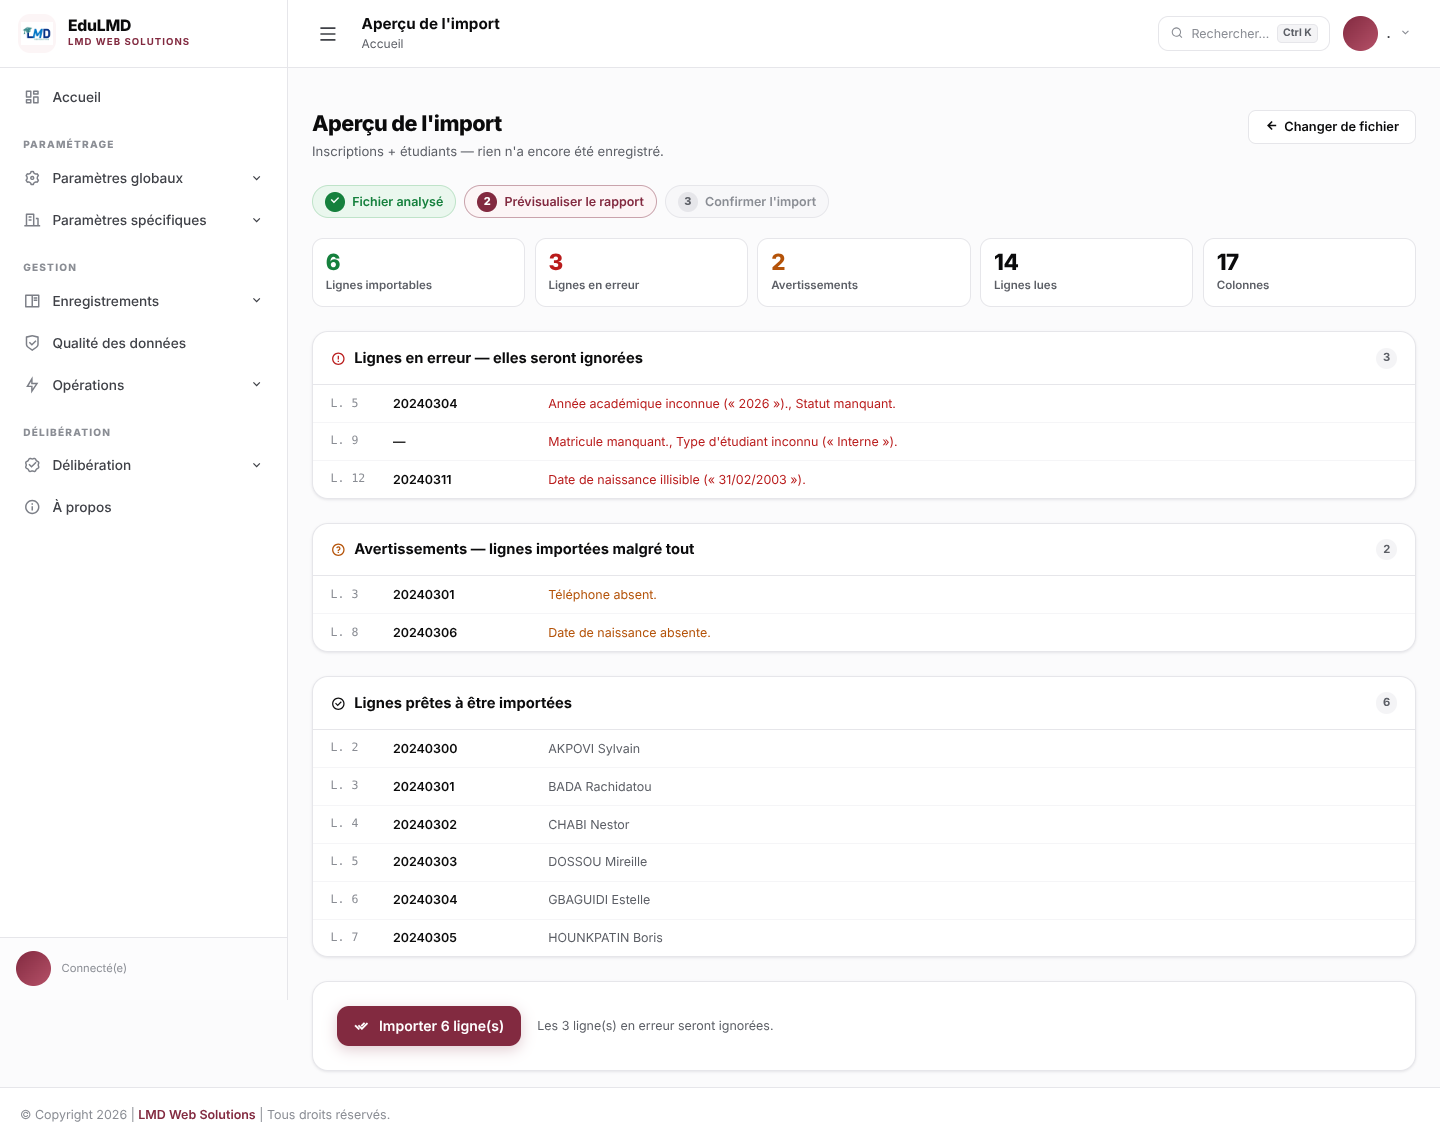 LMD
EduLMD
LMD WEB SOLUTIONS
Aperçu de l'import
Accueil
Rechercher... Ctrl K
.
Accueil
PARAMÉTRAGE
Paramètres globaux
Paramètres spécifiques
GESTION
Enregistrements
Qualité des données
Opérations
DÉLIBÉRATION
Délibération
À propos
Connecté(e)
Aperçu de l'import
Inscriptions + étudiants — rien n'a encore été enregistré.
← Changer de fichier
Fichier analysé
2 Prévisualiser le rapport
3 Confirmer l'import
6
Lignes importables
3
Lignes en erreur
2
Avertissements
14
Lignes lues
17
Colonnes
Lignes en erreur — elles seront ignorées 3
L. 5 20240304 Année académique inconnue (« 2026 »)., Statut manquant.
L. 9 — Matricule manquant., Type d'étudiant inconnu (« Interne »).
L. 12 20240311 Date de naissance illisible (« 31/02/2003 »).
Avertissements — lignes importées malgré tout 2
L. 3 20240301 Téléphone absent.
L. 8 20240306 Date de naissance absente.
Lignes prêtes à être importées 6
L. 2 20240300 AKPOVI Sylvain
L. 3 20240301 BADA Rachidatou
L. 4 20240302 CHABI Nestor
L. 5 20240303 DOSSOU Mireille
L. 6 20240304 GBAGUIDI Estelle
L. 7 20240305 HOUNKPATIN Boris
Importer 6 ligne(s) Les 3 ligne(s) en erreur seront ignorées.
© Copyright 2026 | LMD Web Solutions | Tous droits réservés.